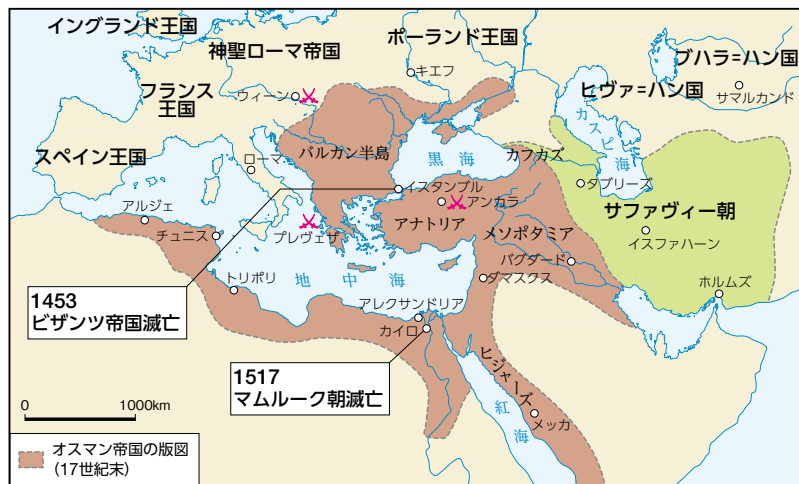 イングランド王国
神聖ローマ帝国
ポーランド王国
キエフ
ブハラ=ハン国
サマルカンド
ヒヴァ=ハン国
フランス
王国
ウィーン
カスピ海
スペイン王国
ローマ
バルカン半島
黒海
カフカズ
イスタンブル
タブリーズ
アルジェ
チュニス
プレヴェザ
アンカラ
アナトリア
サファヴィー朝
メソポタミア
イスファハーン
バグダード
トリポリ
地中海
ダマスクス
ホルムズ
1453
ビザンツ帝国滅亡
アレクサンドリア
カイロ
1517
マムルーク朝滅亡
ヒジャーズ
紅海
メッカ
0 1000km
オスマン帝国の版図
(17世紀末)